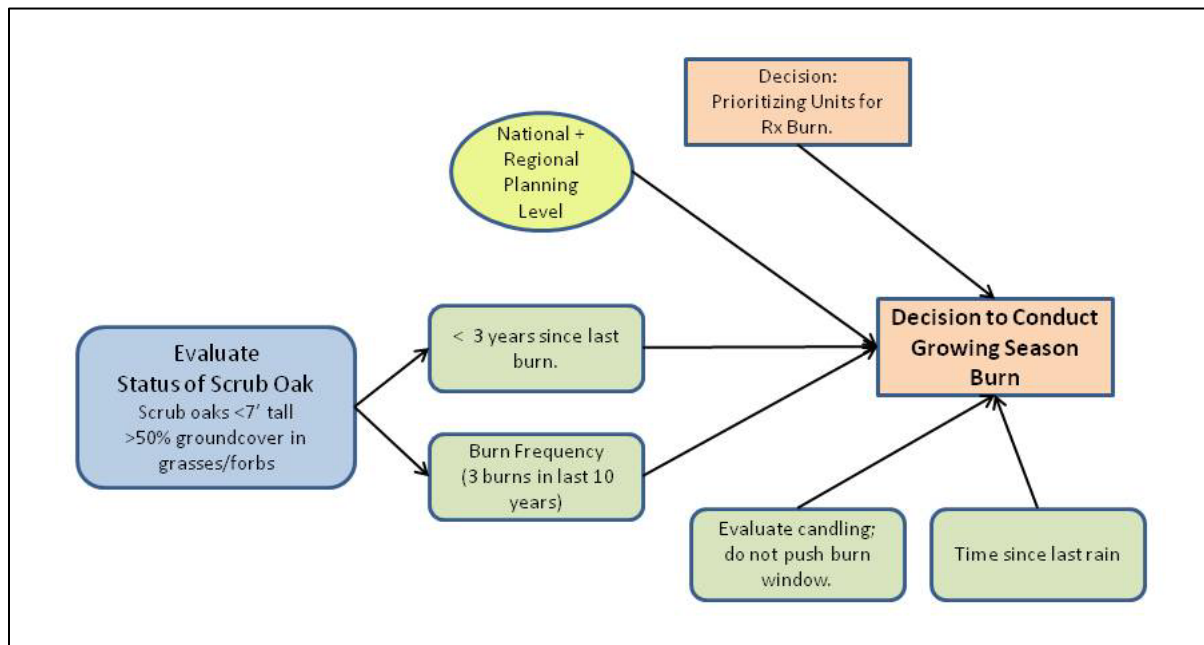 Decision:
Prioritizing Units for
Rx Burn.
National +
Regional
Planning
Level
Evaluate
Status of Scrub Oak
Scrub oaks <7' tall
>50% groundcover in
grasses/forbs
< 3 years since last
burn.
Burn Frequency
(3 burns in last 10
years)
Decision to Conduct
Growing Season
Burn
Evaluate candling;
do not push burn
window.
Time since last rain